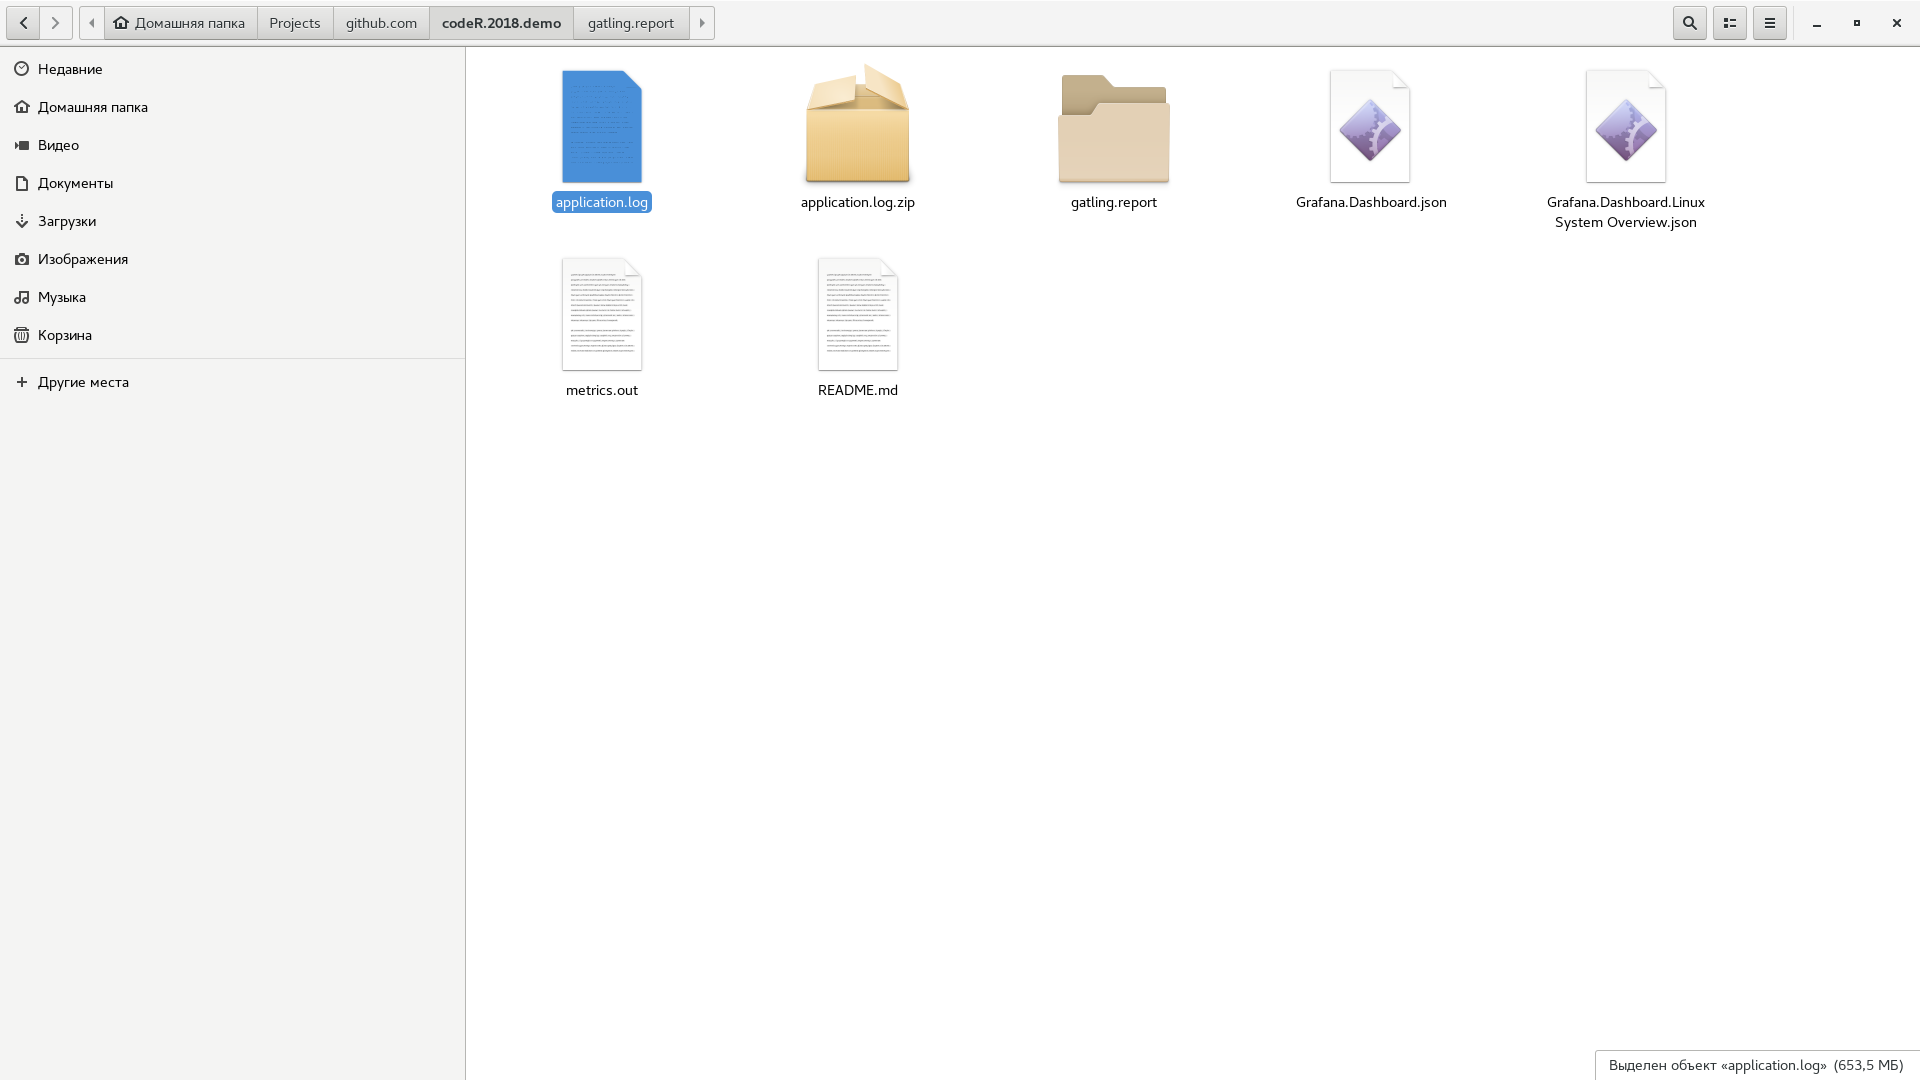 Домашняя папка
Projects
github.com
codeR.2018.demo
gatling.report
Недавние
Домашняя папка
Видео
Документы
Загрузки
Изображения
Музыка
Корзина
Другие места
application.log
application.log.zip
gatling.report
Grafana.Dashboard.json
Grafana.Dashboard.Linux
System Overview.json
metrics.out
README.md
Выделен объект «application.log» (653,5 МБ)